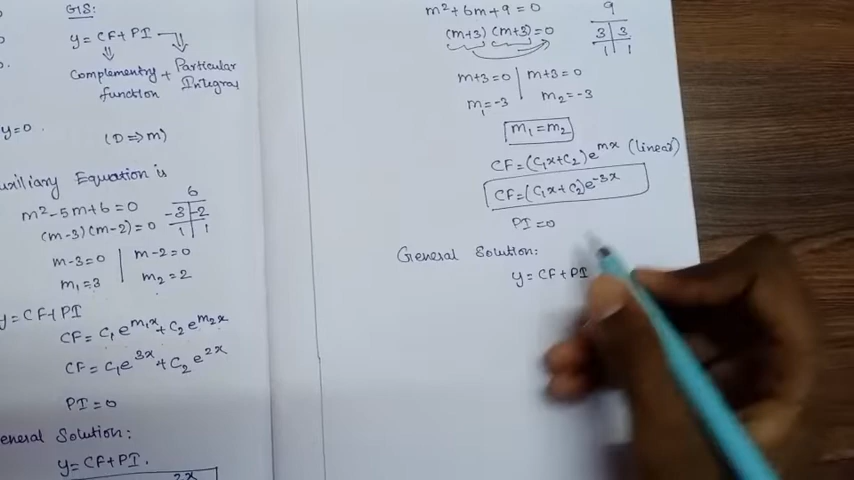 GIS:
y = CF + PI
Complementry + Particular
function Integral
y=0.
(D => m)
Auxiliary Equation is
m²-5m+6=0
6
-3 -2
1 1
(m-3)(m-2)=0
m-3=0 | m-2=0
m₁=3 m₂=2
y=CF+PI
CF = c₁e^m₁x + c₂e^m₂x
CF = c₁e^3x + c₂e^2x
PI=0
General Solution:
y=CF+PI.
2x
m²+6m+9=0
9
3 3
1 1
(m+3)(m+3)=0
m+3=0 | m+3=0
m₁=-3 m₂=-3
m₁=m₂
CF=(c₁x+c₂)e^mx (linear)
CF=(c₁x+c₂)e^-3x
PI=0
General Solution:
y=CF+PI